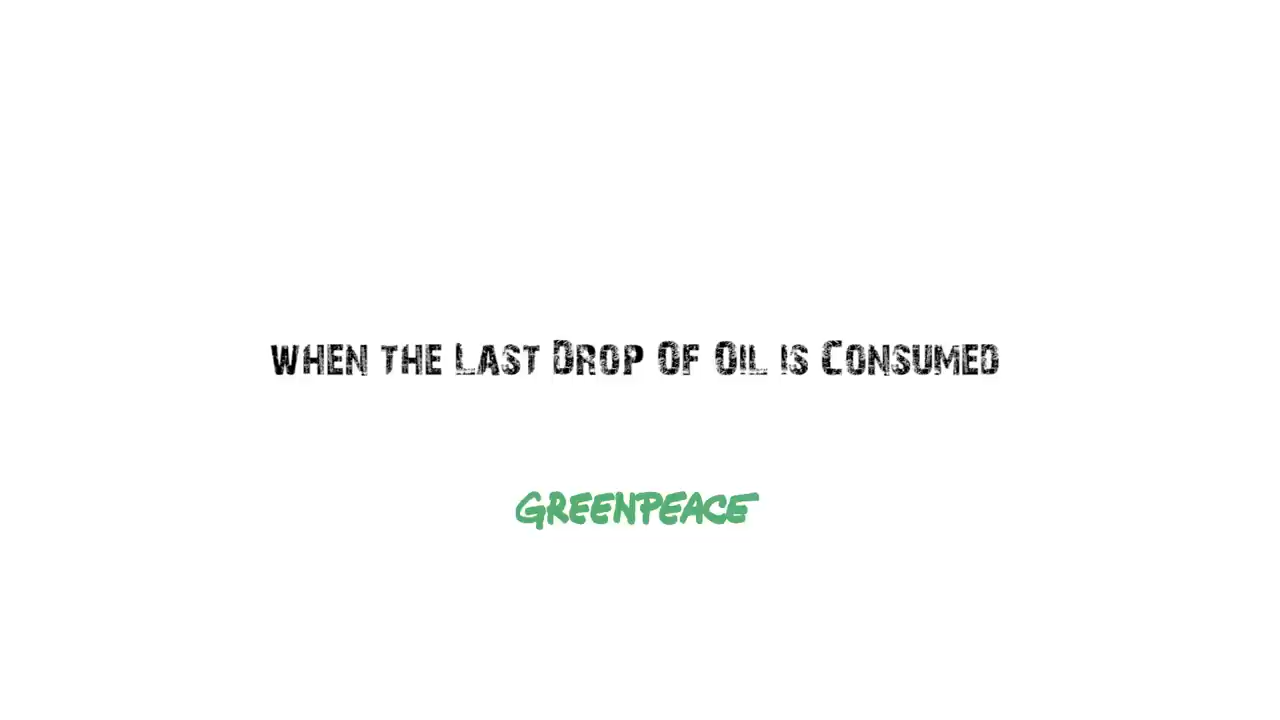 WHEN THE LAST DROP OF OIL IS CONSUMED
GREENPEACE